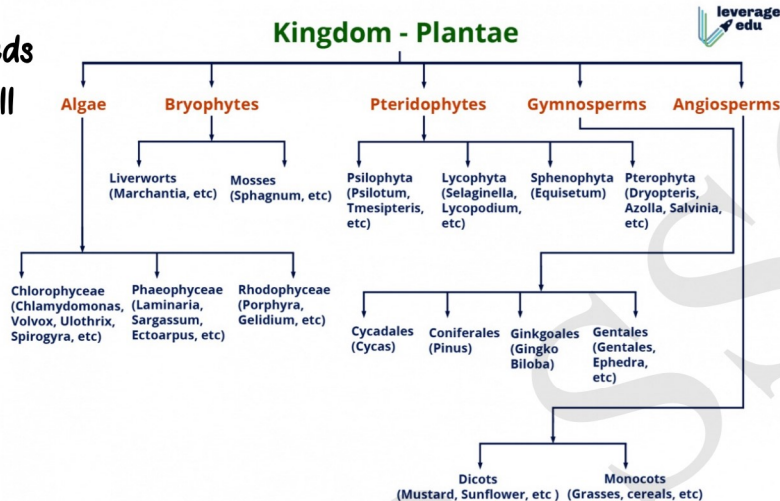 leverage
edu
Kingdom - Plantae
Algae
Bryophytes
Pteridophytes
Gymnosperms
Angiosperms
Liverworts
(Marchantia, etc)
Mosses
(Sphagnum, etc)
Psilophyta
(Psilotum,
Tmesipteris,
etc)
Lycophyta
(Selaginella,
Lycopodium,
etc)
Sphenophyta
(Equisetum)
Pterophyta
(Dryopteris,
Azolla, Salvinia,
etc)
Chlorophyceae
(Chlamydomonas,
Volvox, Ulothrix,
Spirogyra, etc)
Phaeophyceae
(Laminaria,
Sargassum,
Ectoarpus, etc)
Rhodophyceae
(Porphyra,
Gelidium, etc)
Cycadales
(Cycas)
Coniferales
(Pinus)
Ginkgoales
(Gingko
Biloba)
Gentales
(Gentales,
Ephedra,
etc)
Dicots
(Mustard, Sunflower, etc )
Monocots
(Grasses, cereals, etc)